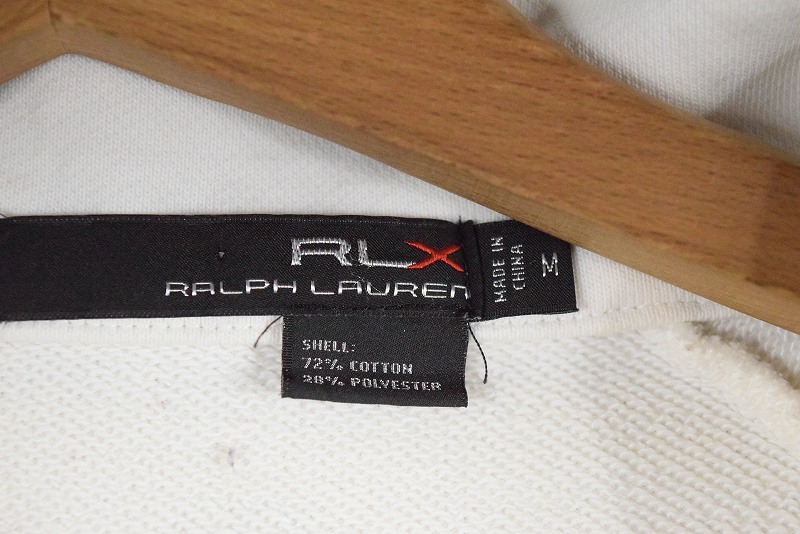 RLX
RALPH LAUREN
MADE IN
CHINA
M
SHELL:
72% COTTON
28% POLYESTER